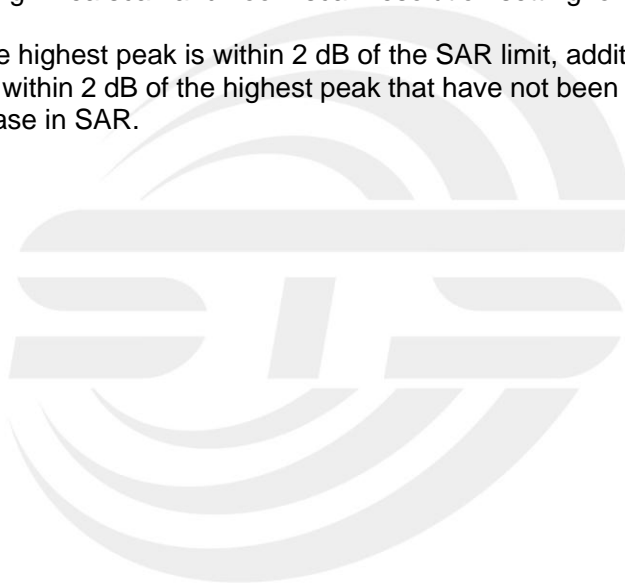 e highest peak is within 2 dB of the SAR limit, addit
within 2 dB of the highest peak that have not been
ase in SAR.
STS